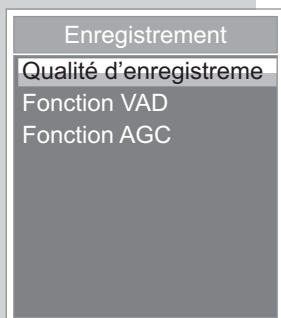 Enregistrement
Qualité d’enregistreme
Fonction VAD
Fonction AGC